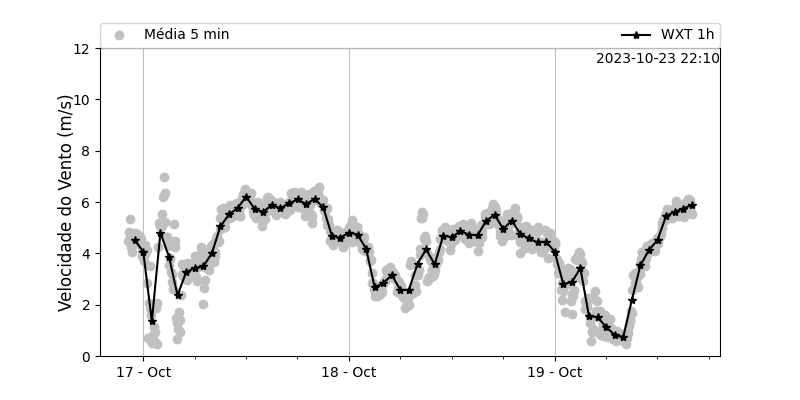 Média 5 min
WXT 1h
2023-10-23 22:10
Velocidade do Vento (m/s)
12
10
8
6
4
2
0
17 - Oct
18 - Oct
19 - Oct